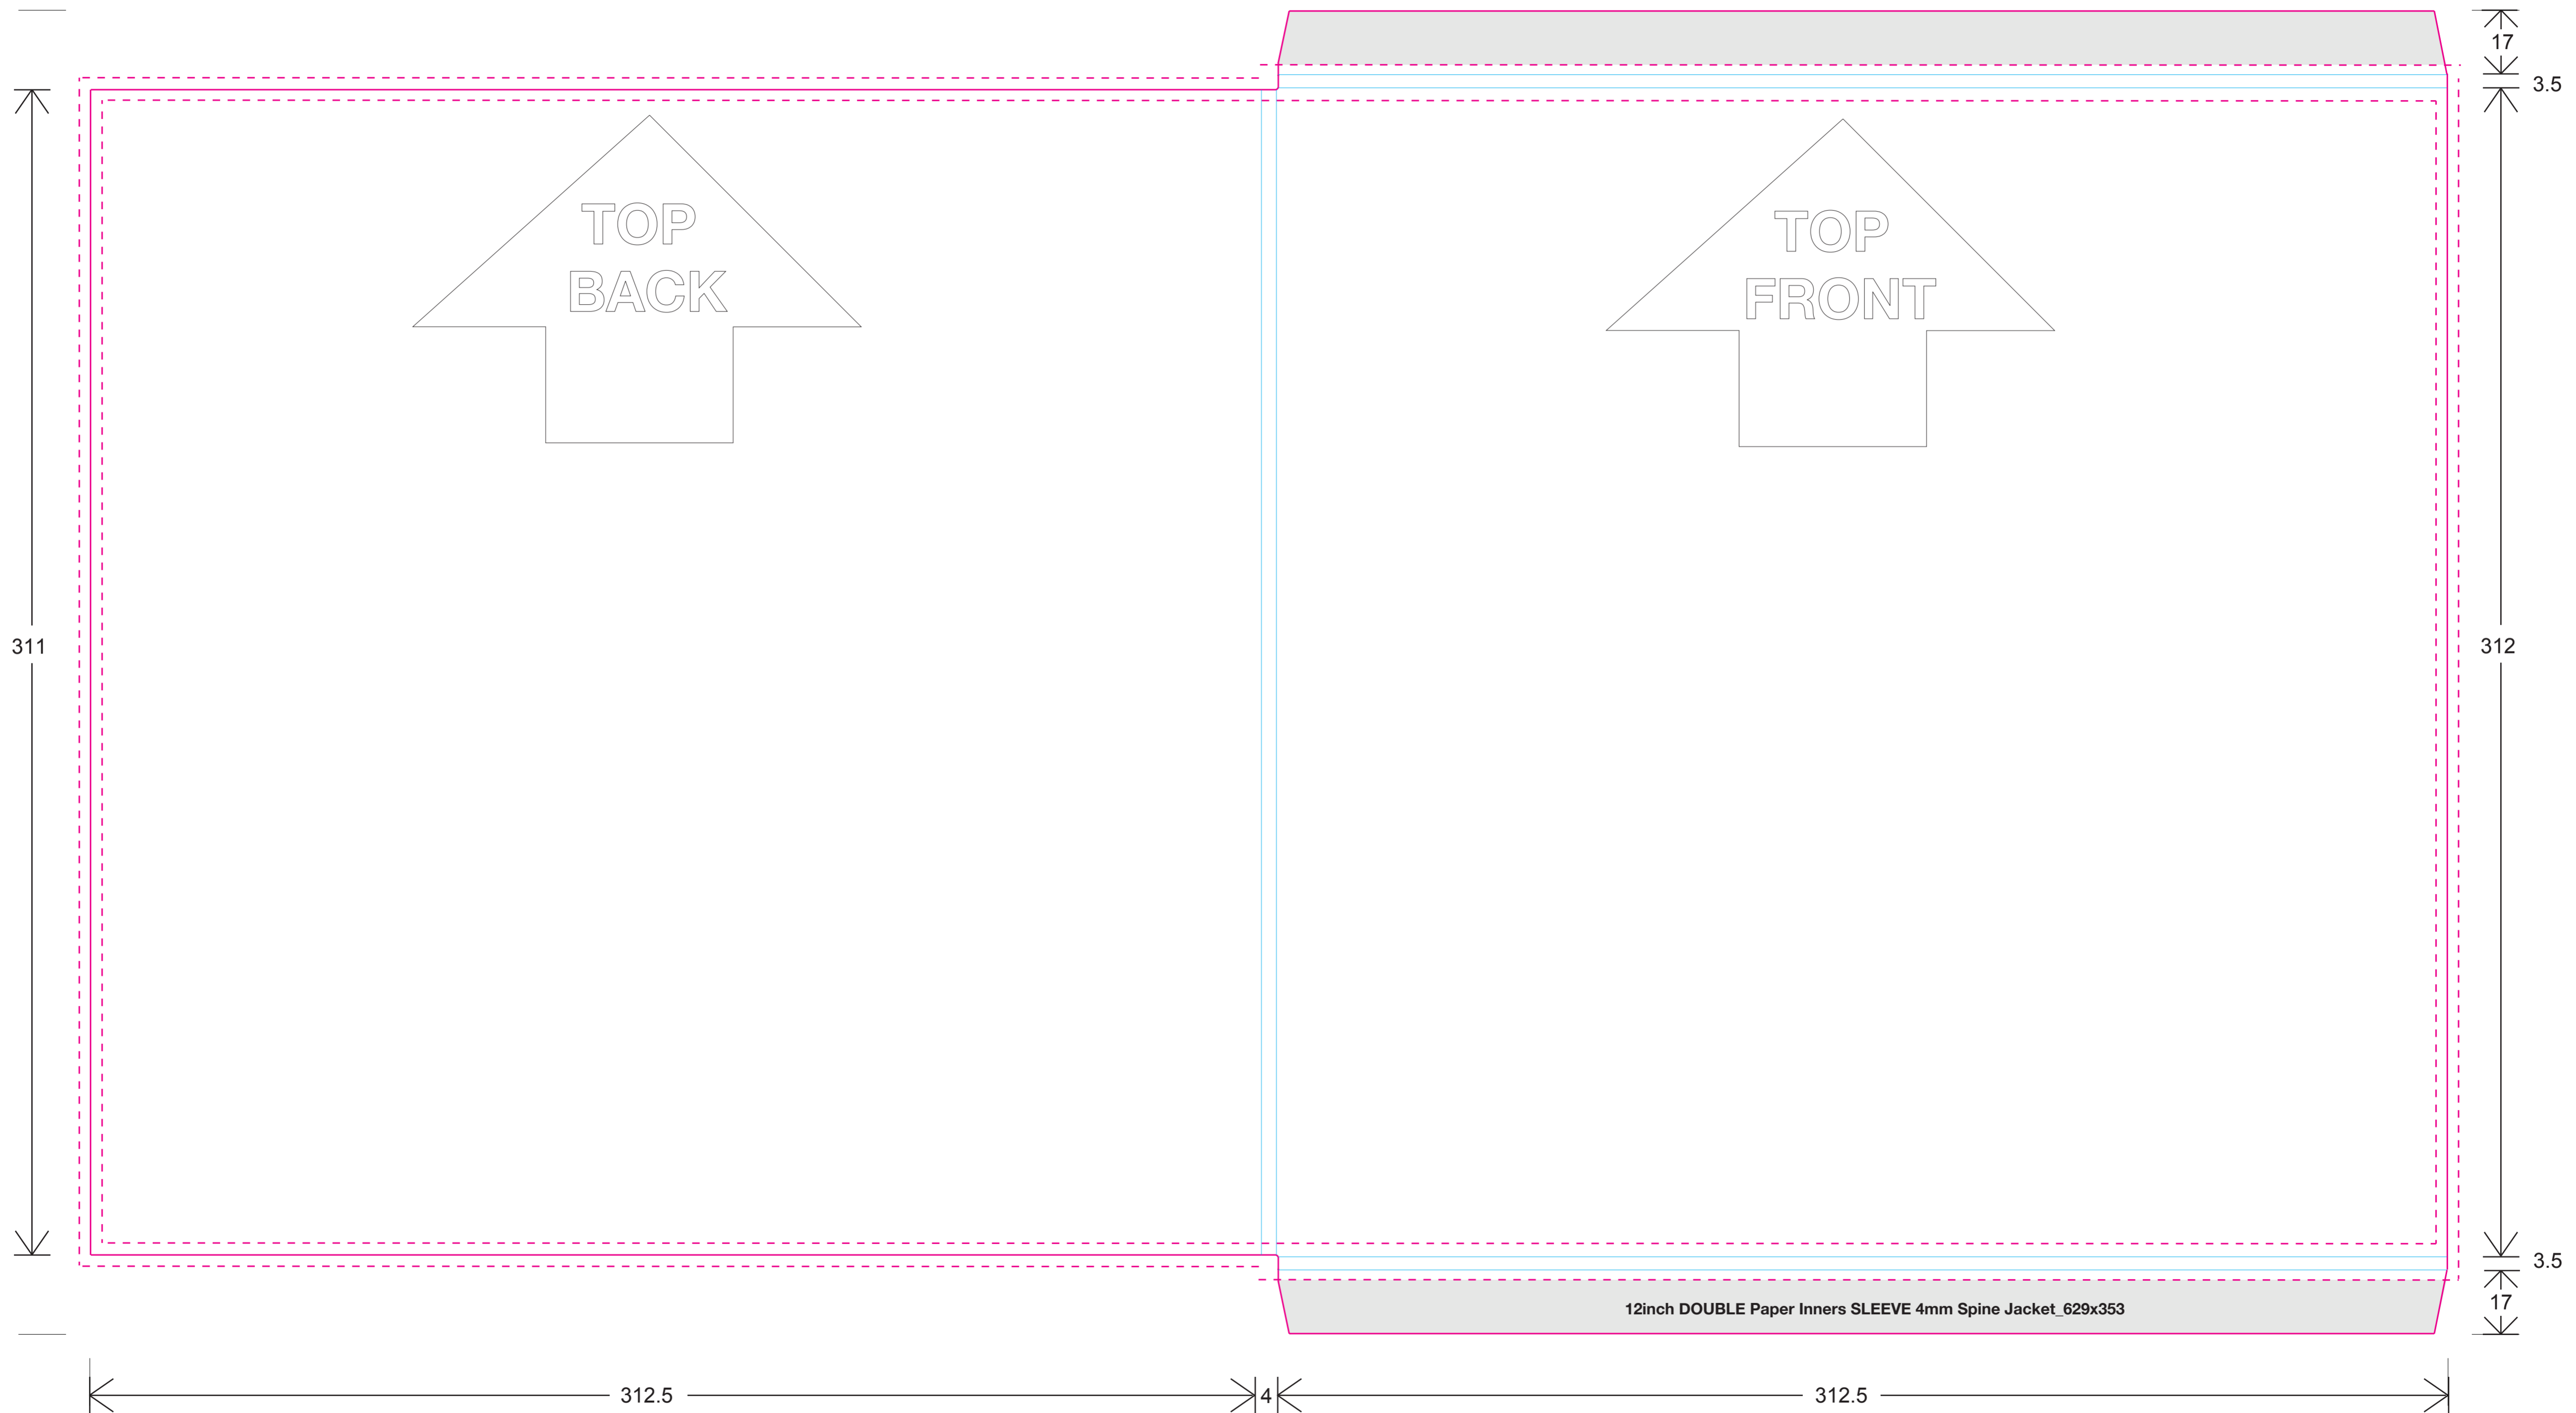 17
3.5
TOP
BACK
TOP
FRONT
311
312
3.5
12inch DOUBLE Paper Inners SLEEVE 4mm Spine Jacket_629x353
17
312.5
4
312.5